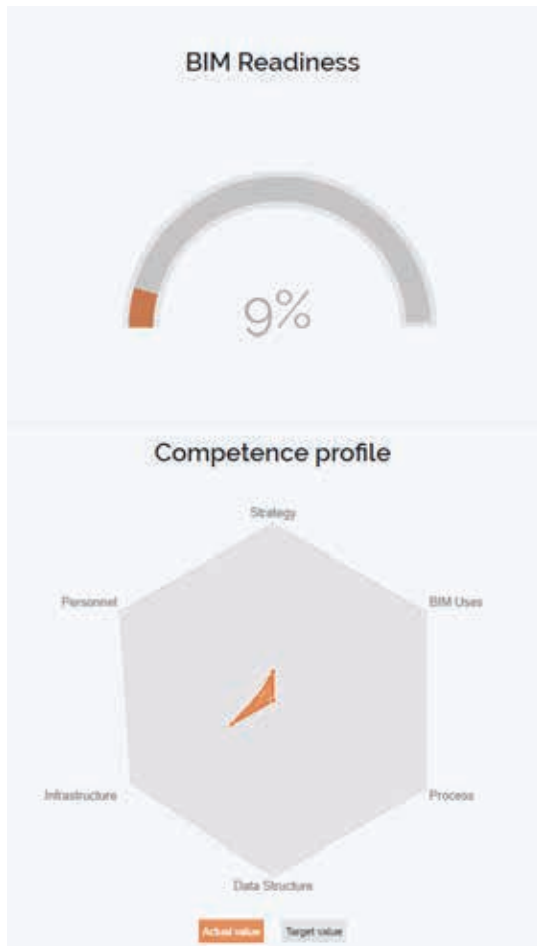 BIM Readiness
9%
Competence profile
Strategy
Personnel
BIM Uses
Infrastructure
Process
Data Structure
Actual value
Target value